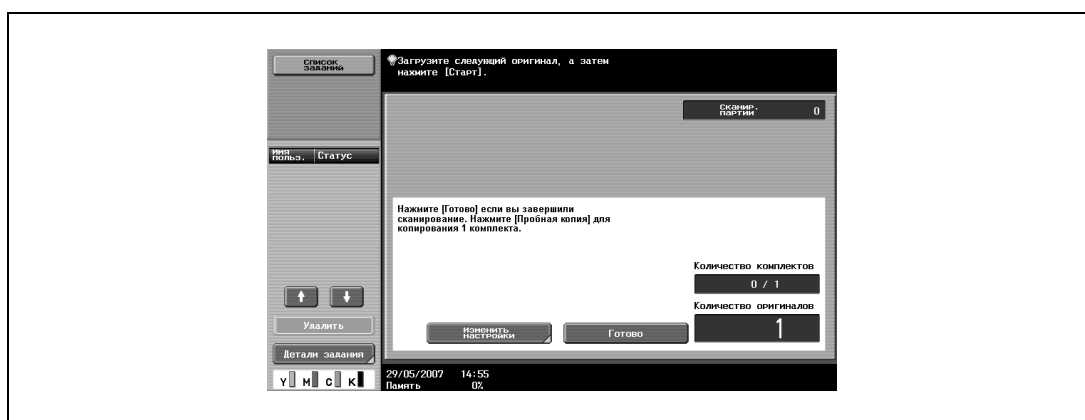 Список
заданий
Загрузите следующий оригинал, а затем
нажмите [Старт].
Сканир.
партии 0
Имя
польз. Статус
Нажмите [Готово] если вы завершили
сканирование. Нажмите [Пробная копия] для
копирования 1 комплекта.
Количество комплектов
0 / 1
Количество оригиналов
1
Изменить
настройки
Готово
Удалить
Детали задания
Y M C K
29/05/2007 14:55
Память 0%